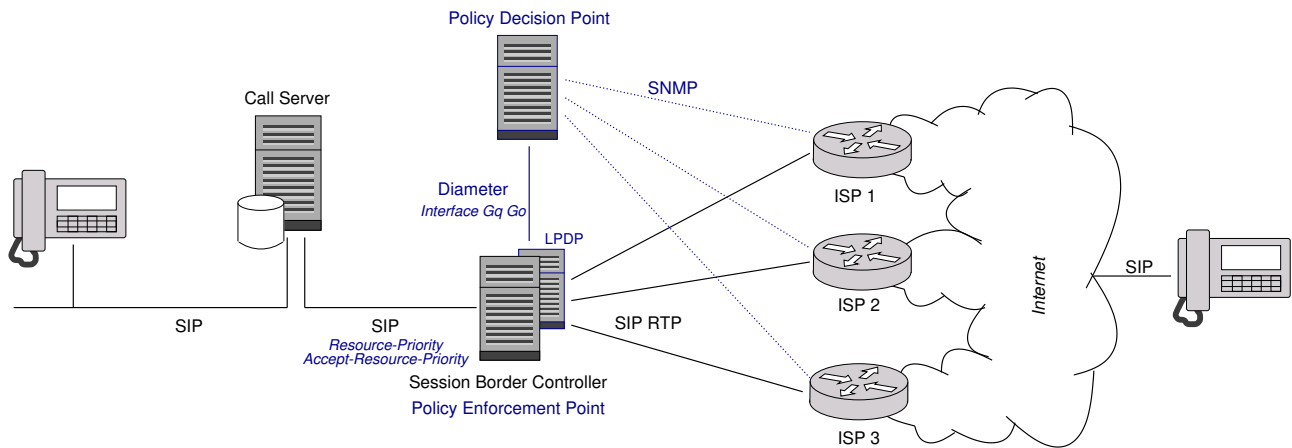 Policy Decision Point
SNMP
Call Server
ISP 1
Diameter
Interface Gq Go
LPDP
ISP 2
Internet
SIP
SIP
SIP
SIP RTP
Resource-Priority
Accept-Resource-Priority
Session Border Controller
Policy Enforcement Point
ISP 3